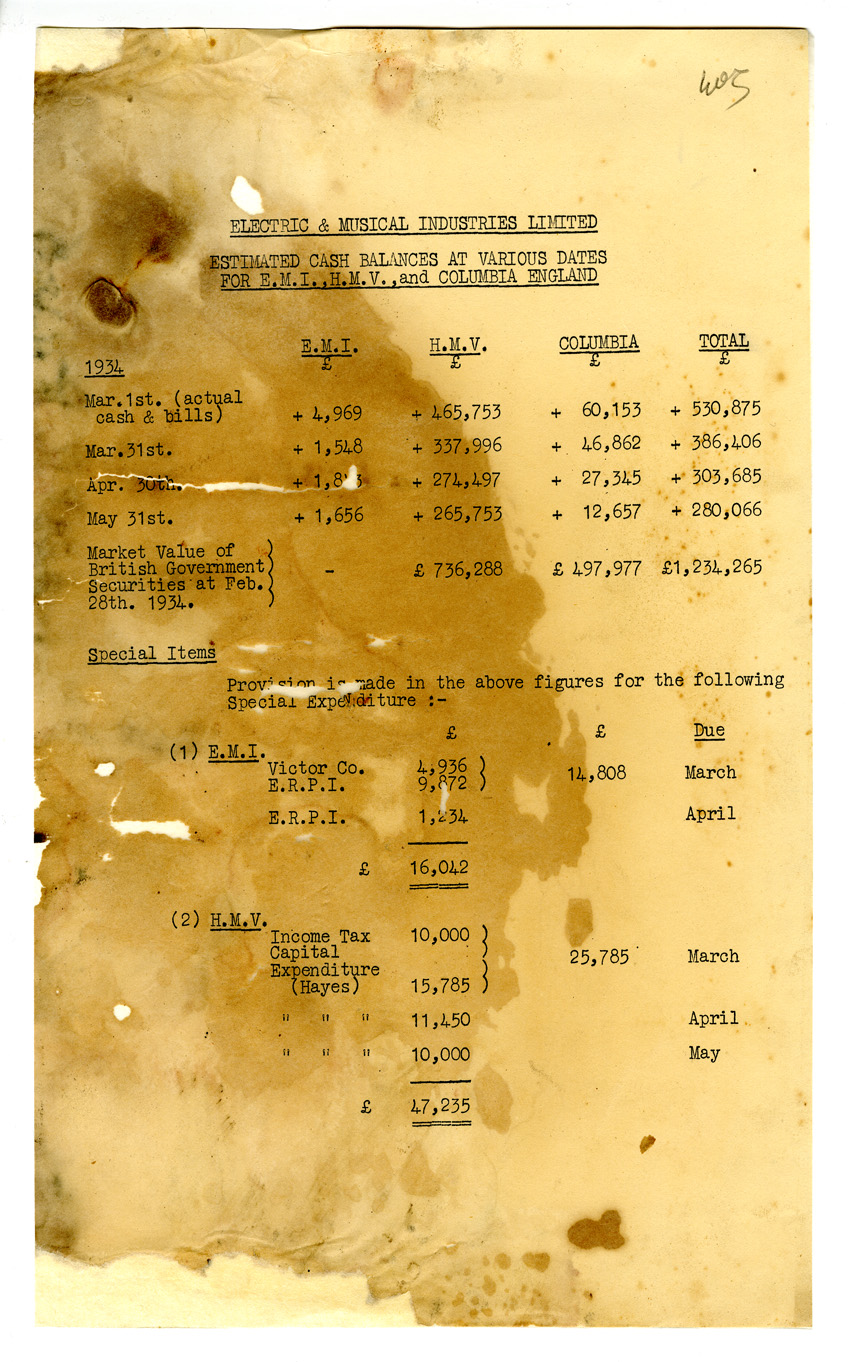 ELECTRIC & MUSICAL INDUSTRIES LIMITED
ESTIMATED CASH BALANCES AT VARIOUS DATES
FOR E.M.I.,H.M.V.,and COLUMBIA ENGLAND
E.M.I. H.M.V. COLUMBIA TOTAL
1934 £ £ £ £
Mar.1st. (actual
cash & bills) + 4,969 + 465,753 + 60,153 + 530,875
Mar.31st. + 1,548 + 337,996 + 46,862 + 386,406
Apr. 30th. + 274,497 + 27,345 + 303,685
May 31st. + 1,656 + 265,753 + 12,657 + 280,066
Market Value of
British Government
Securities at Feb.
28th. 1934. - £ 736,288 £ 497,977 £1,234,265
Special Items
Provision is made in the above figures for the following
Special Expenditure :-
£ £ Due
(1) E.M.I.
Victor Co. 4,936
E.R.P.I. 9,872 14,808 March
E.R.P.I. 1,234 April
£ 16,042
(2) H.M.V.
Income Tax 10,000
Capital
Expenditure 25,785 March
(Hayes) 15,785
" " " 11,450 April
" " " 10,000 May
£ 47,235